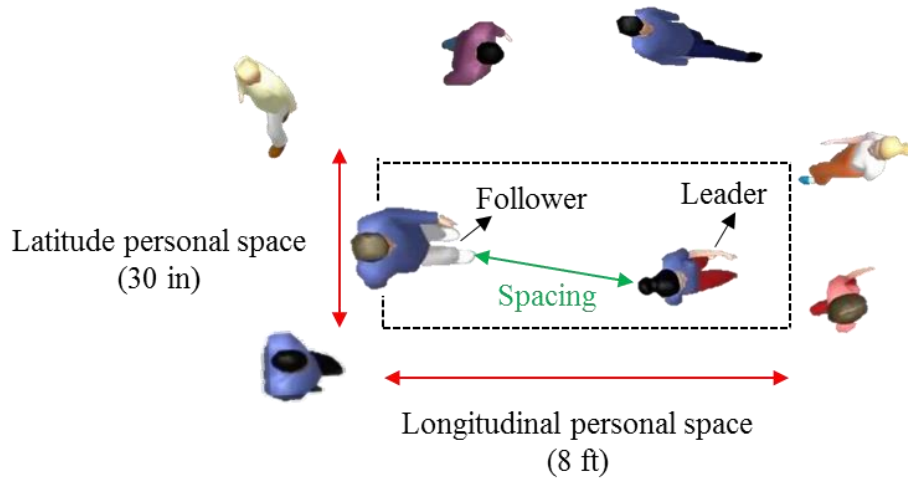 Follower
Leader
Latitude personal space
(30 in)
Spacing
Longitudinal personal space
(8 ft)